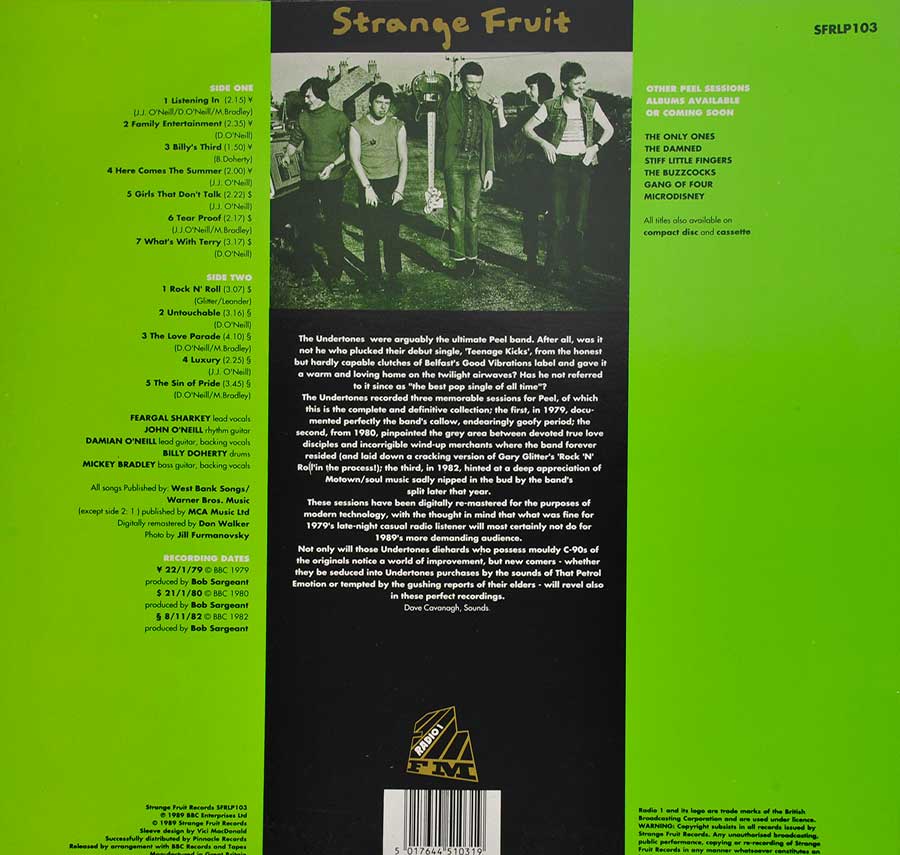 Strange Fruit
SFRLP103
SIDE ONE
1 Listening In (2.15) ¥
(J.J. O'Neill/D.O'Neill/M.Bradley)
2 Family Entertainment (2.35) ¥
(D.O'Neill)
3 Billy's Third (1.50) ¥
(B.Doherty)
4 Here Comes The Summer (2.00) ¥
(J.J. O'Neill)
5 Girls That Don't Talk (2.22) $
(J.J. O'Neill)
6 Tear Proof (2.17) $
(J.J.O'Neill/M.Bradley)
7 What's With Terry (3.17) $
(D.O'Neill)
SIDE TWO
1 Rock N' Roll (3.07) $
(Glitter/Leander)
2 Untouchable (3.16) §
(D.O'Neill)
3 The Love Parade (4.10) §
(D.O'Neill/M.Bradley)
4 Luxury (2.25) §
(J.J. O'Neill)
5 The Sin of Pride (3.45) §
(D.O'Neill/M.Bradley)
FEARGAL SHARKEY lead vocals
JOHN O'NEILL rhythm guitar
DAMIAN O'NEILL lead guitar, backing vocals
BILLY DOHERTY drums
MICKEY BRADLEY bass guitar, backing vocals
All songs Published by: West Bank Songs/
Warner Bros. Music
(except side 2: 1 ) published by MCA Music Ltd
Digitally remastered by Don Walker
Photo by Jill Furmanovsky
RECORDING DATES
¥ 22/1/79 © BBC 1979
produced by Bob Sargeant
$ 21/1/80 © BBC 1980
produced by Bob Sargeant
§ 8/11/82 © BBC 1982
produced by Bob Sargeant
Strange Fruit Records SFRLP103
℗ 1989 BBC Enterprises Ltd
© 1989 Strange Fruit Records
Sleeve design by Vici MacDonald
Successfully distributed by Pinnacle Records
Released by arrangement with BBC Records and Tapes
Manufactured in Great Britain
The Undertones were arguably the ultimate Peel band. After all, was it
not he who plucked their debut single, 'Teenage Kicks', from the honest
but hardly capable clutches of Belfast's Good Vibrations label and gave it
a warm and loving home on the twilight airwaves? Has he not referred
to it since as "the best pop single of all time"?
The Undertones recorded three memorable sessions for Peel, of which
this is the complete and definitive collection; the first, in 1979, docu-
mented perfectly the band's callow, endearingly goofy period; the
second, from 1980, pinpointed the grey area between devoted true love
disciples and incorrigible wind-up merchants where the band forever
resided (and laid down a cracking version of Gary Glitter's 'Rock 'N'
Roll'in the process!); the third, in 1982, hinted at a deep appreciation of
Motown/soul music sadly nipped in the bud by the band's
split later that year.
These sessions have been digitally re-mastered for the purposes of
modern technology, with the thought in mind that what was fine for
1979's late-night casual radio listener will most certainly not do for
1989's more demanding audience.
Not only will those Undertones diehards who possess mouldy C-90s of
the originals notice a world of improvement, but new comers - whether
they be seduced into Undertones purchases by the sounds of That Petrol
Emotion or tempted by the gushing reports of their elders - will revel also
in these perfect recordings.
Dave Cavanagh, Sounds.
RADIO 1
FM
5 017644 510319
OTHER PEEL SESSIONS
ALBUMS AVAILABLE
OR COMING SOON
THE ONLY ONES
THE DAMNED
STIFF LITTLE FINGERS
THE BUZZCOCKS
GANG OF FOUR
MICRODISNEY
All titles also available on
compact disc and cassette
Radio 1 and its logo are trade marks of the British
Broadcasting Corporation and are used under licence.
WARNING: Copyright subsists in all records issued by
Strange Fruit Records. Any unauthorised broadcasting,
public performance, copying or re-recording of Strange
Fruit Records in any manner whatsoever constitutes an